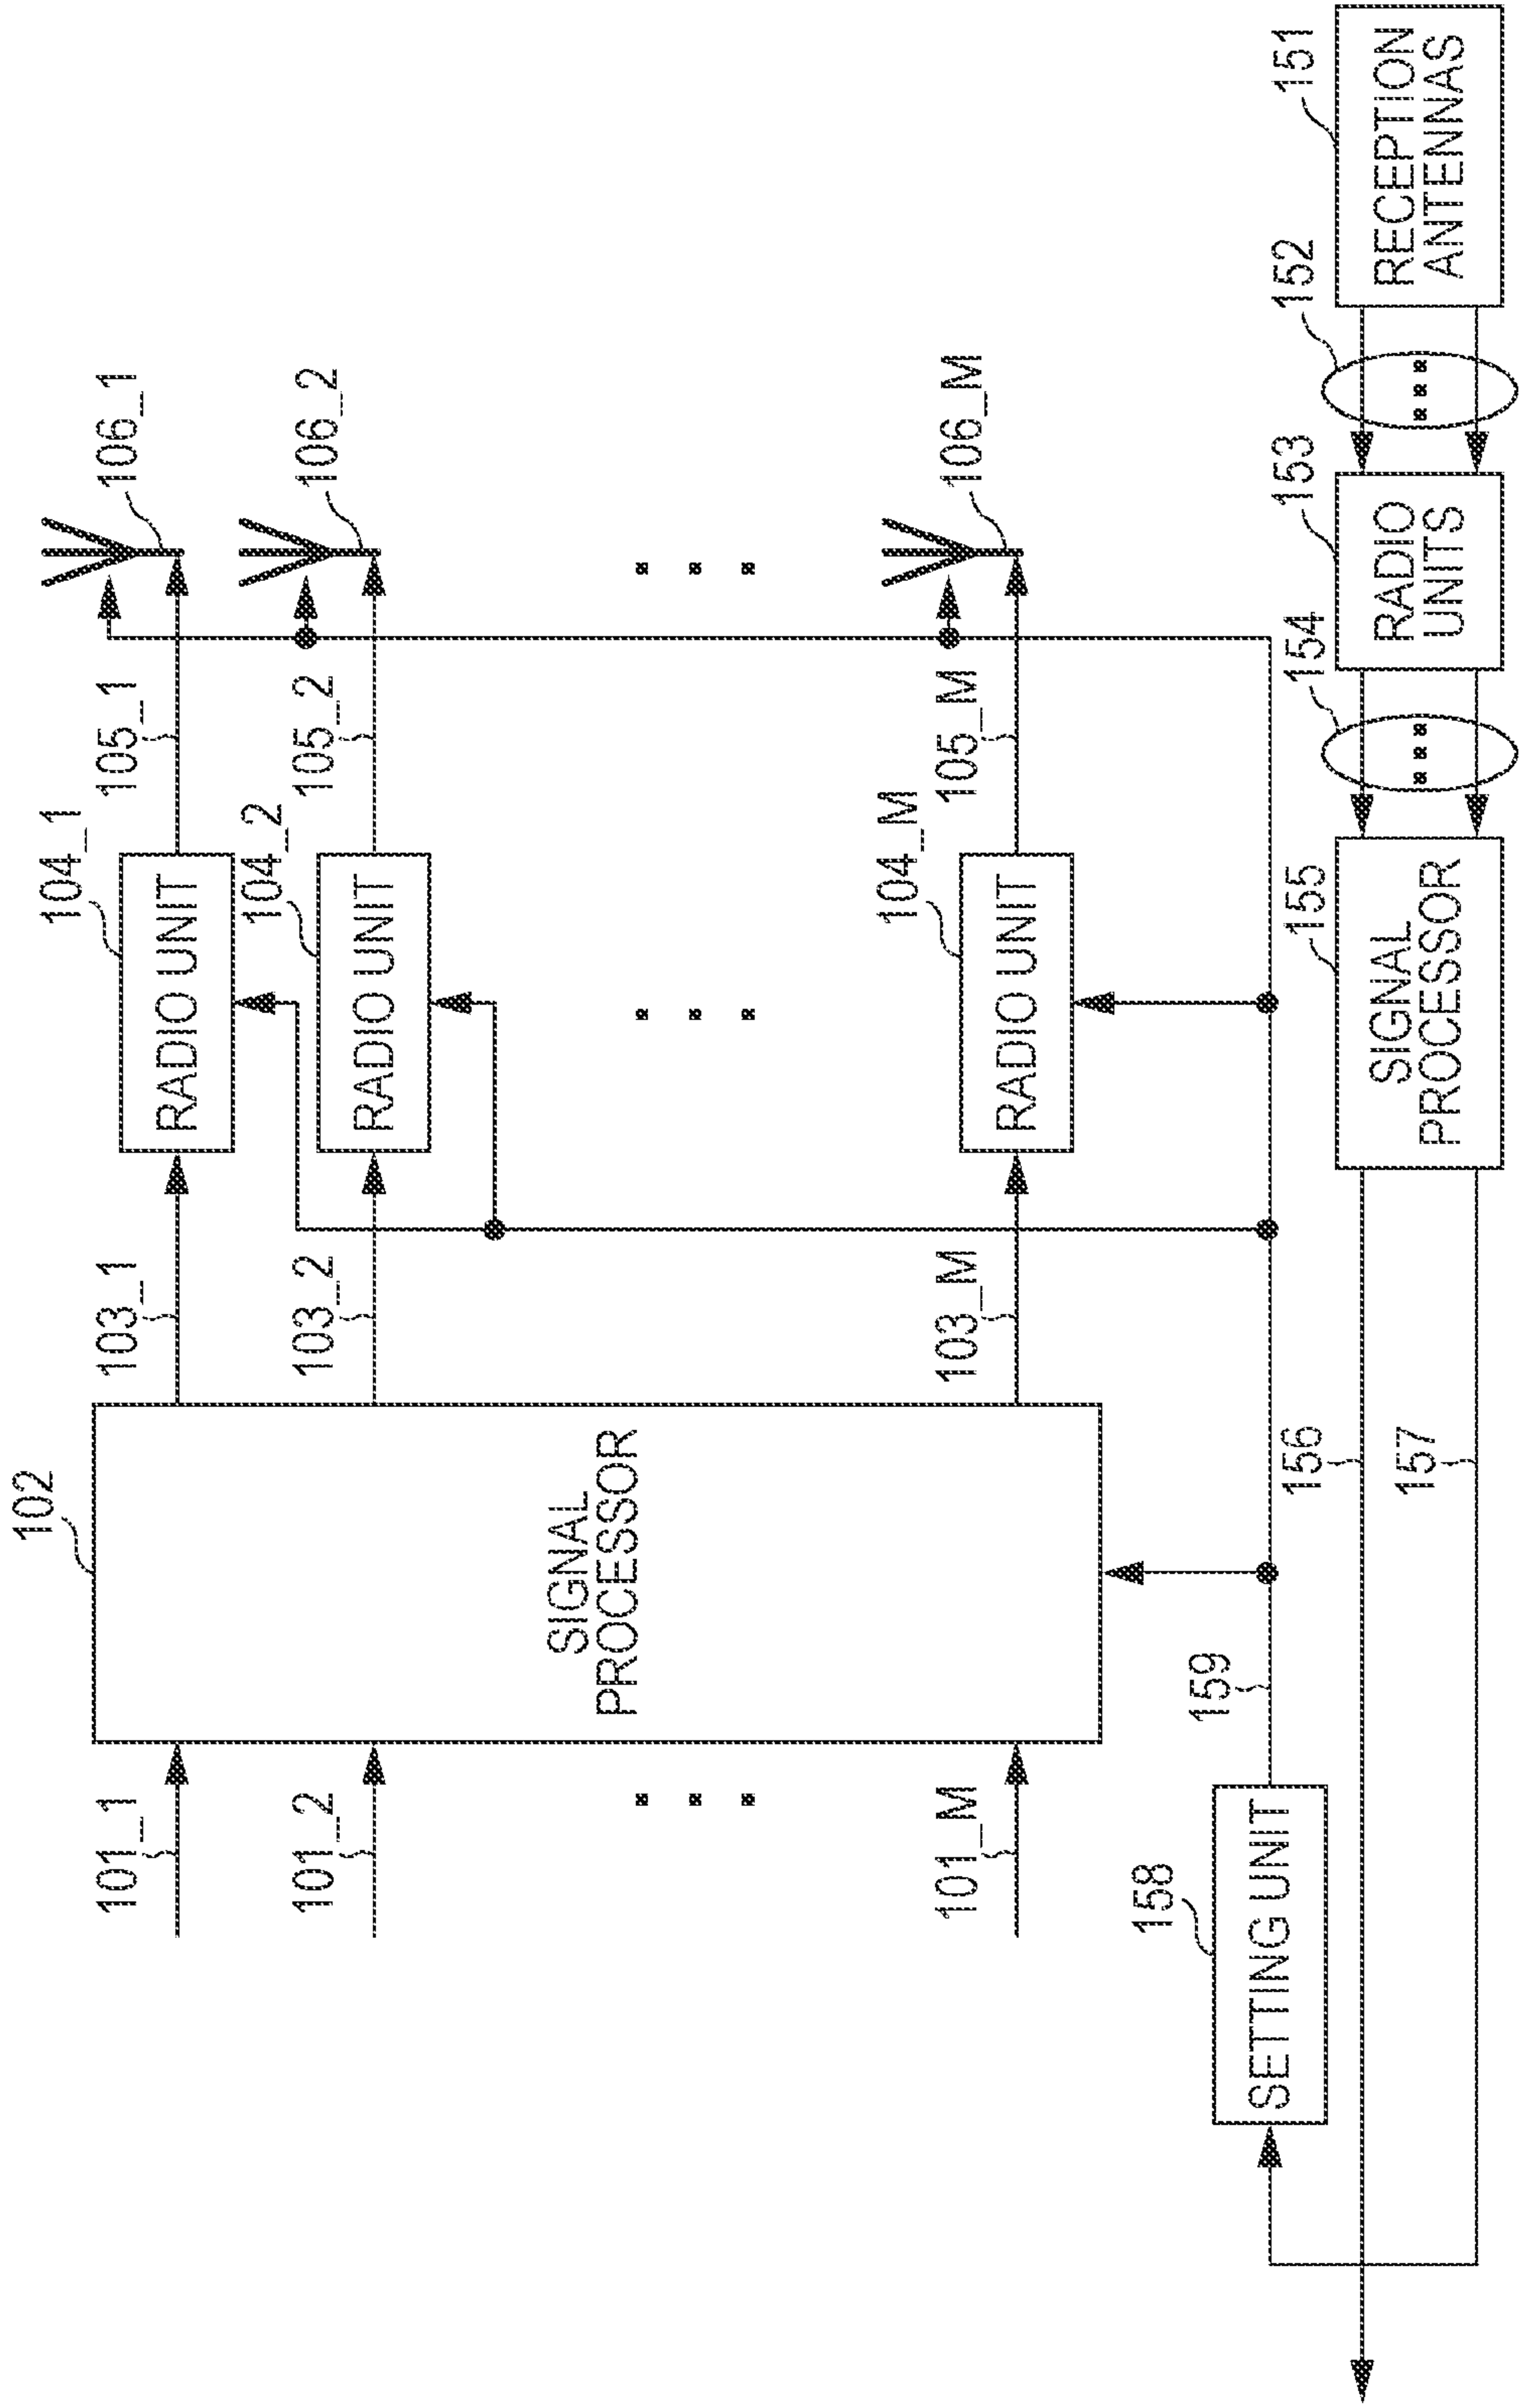 102
101_1
101_2
101_M
SIGNAL
PROCESSOR
103_1
103_2
103_M
104_1
RADIO UNIT
104_2
RADIO UNIT
104_M
RADIO UNIT
105_1
105_2
105_M
106_1
106_2
106_M
158
SETTING UNIT
159
156
157
155
SIGNAL
PROCESSOR
154
153
RADIO
UNITS
152
151
RECEPTION
ANTENNAS